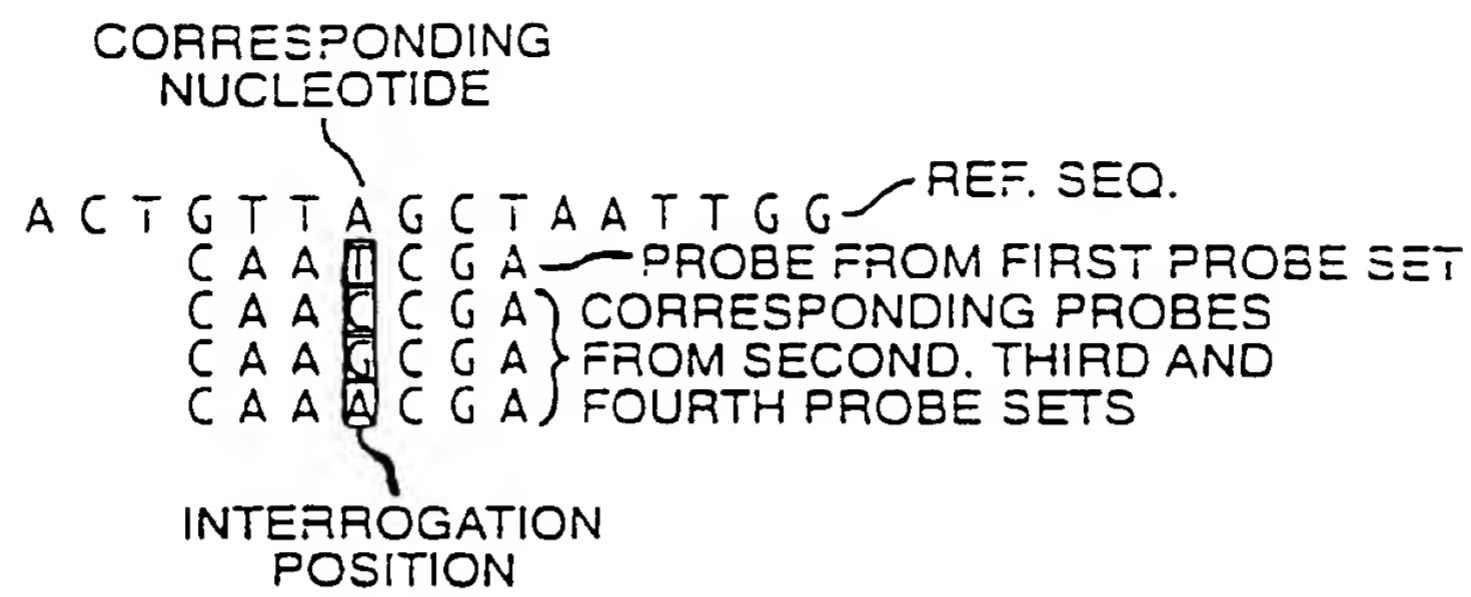 CORRESPONDING
NUCLEOTIDE
A C T G T T A G C T A A T T G G REF. SEQ.
C A A T C G A PROBE FROM FIRST PROBE SET
C A A C C G A CORRESPONDING PROBES
C A A G C G A FROM SECOND. THIRD AND
C A A A C G A FOURTH PROBE SETS
INTERROGATION
POSITION